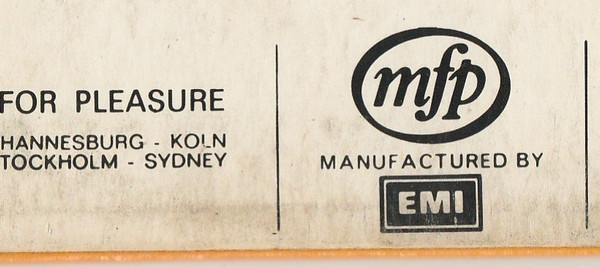 FOR PLEASURE
HANNESBURG - KOLN
TOCKHOLM - SYDNEY
mfp
MANUFACTURED BY
EMI